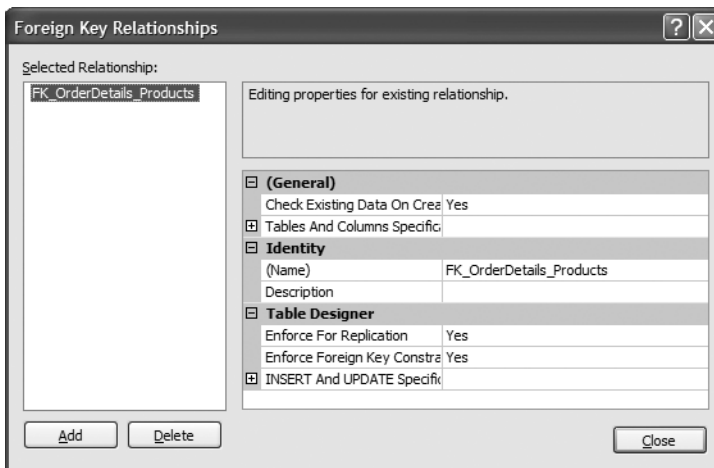 Foreign Key Relationships
Selected Relationship:
FK_OrderDetails_Products
Editing properties for existing relationship.
(General)
Check Existing Data On Crea Yes
Tables And Columns Specific
Identity
(Name) FK_OrderDetails_Products
Description
Table Designer
Enforce For Replication Yes
Enforce Foreign Key Constra Yes
INSERT And UPDATE Specific
Add Delete
Close